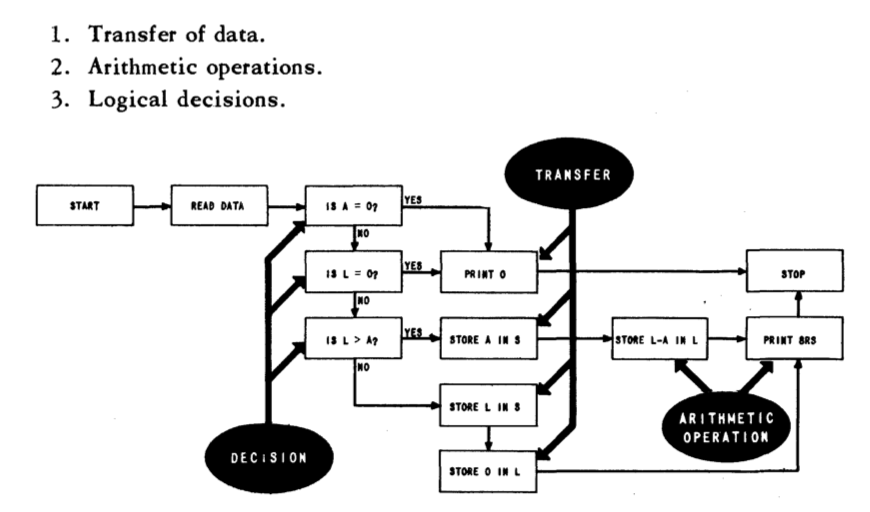 1. Transfer of data.
2. Arithmetic operations.
3. Logical decisions.
TRANSFER
START
READ DATA
IS A = 0?
YES
NO
IS L = 0?
YES
PRINT 0
STOP
NO
IS L > A?
YES
STORE A IN S
STORE L-A IN L
PRINT 8RS
NO
STORE L IN S
ARITHMETIC
OPERATION
DECISION
STORE 0 IN L